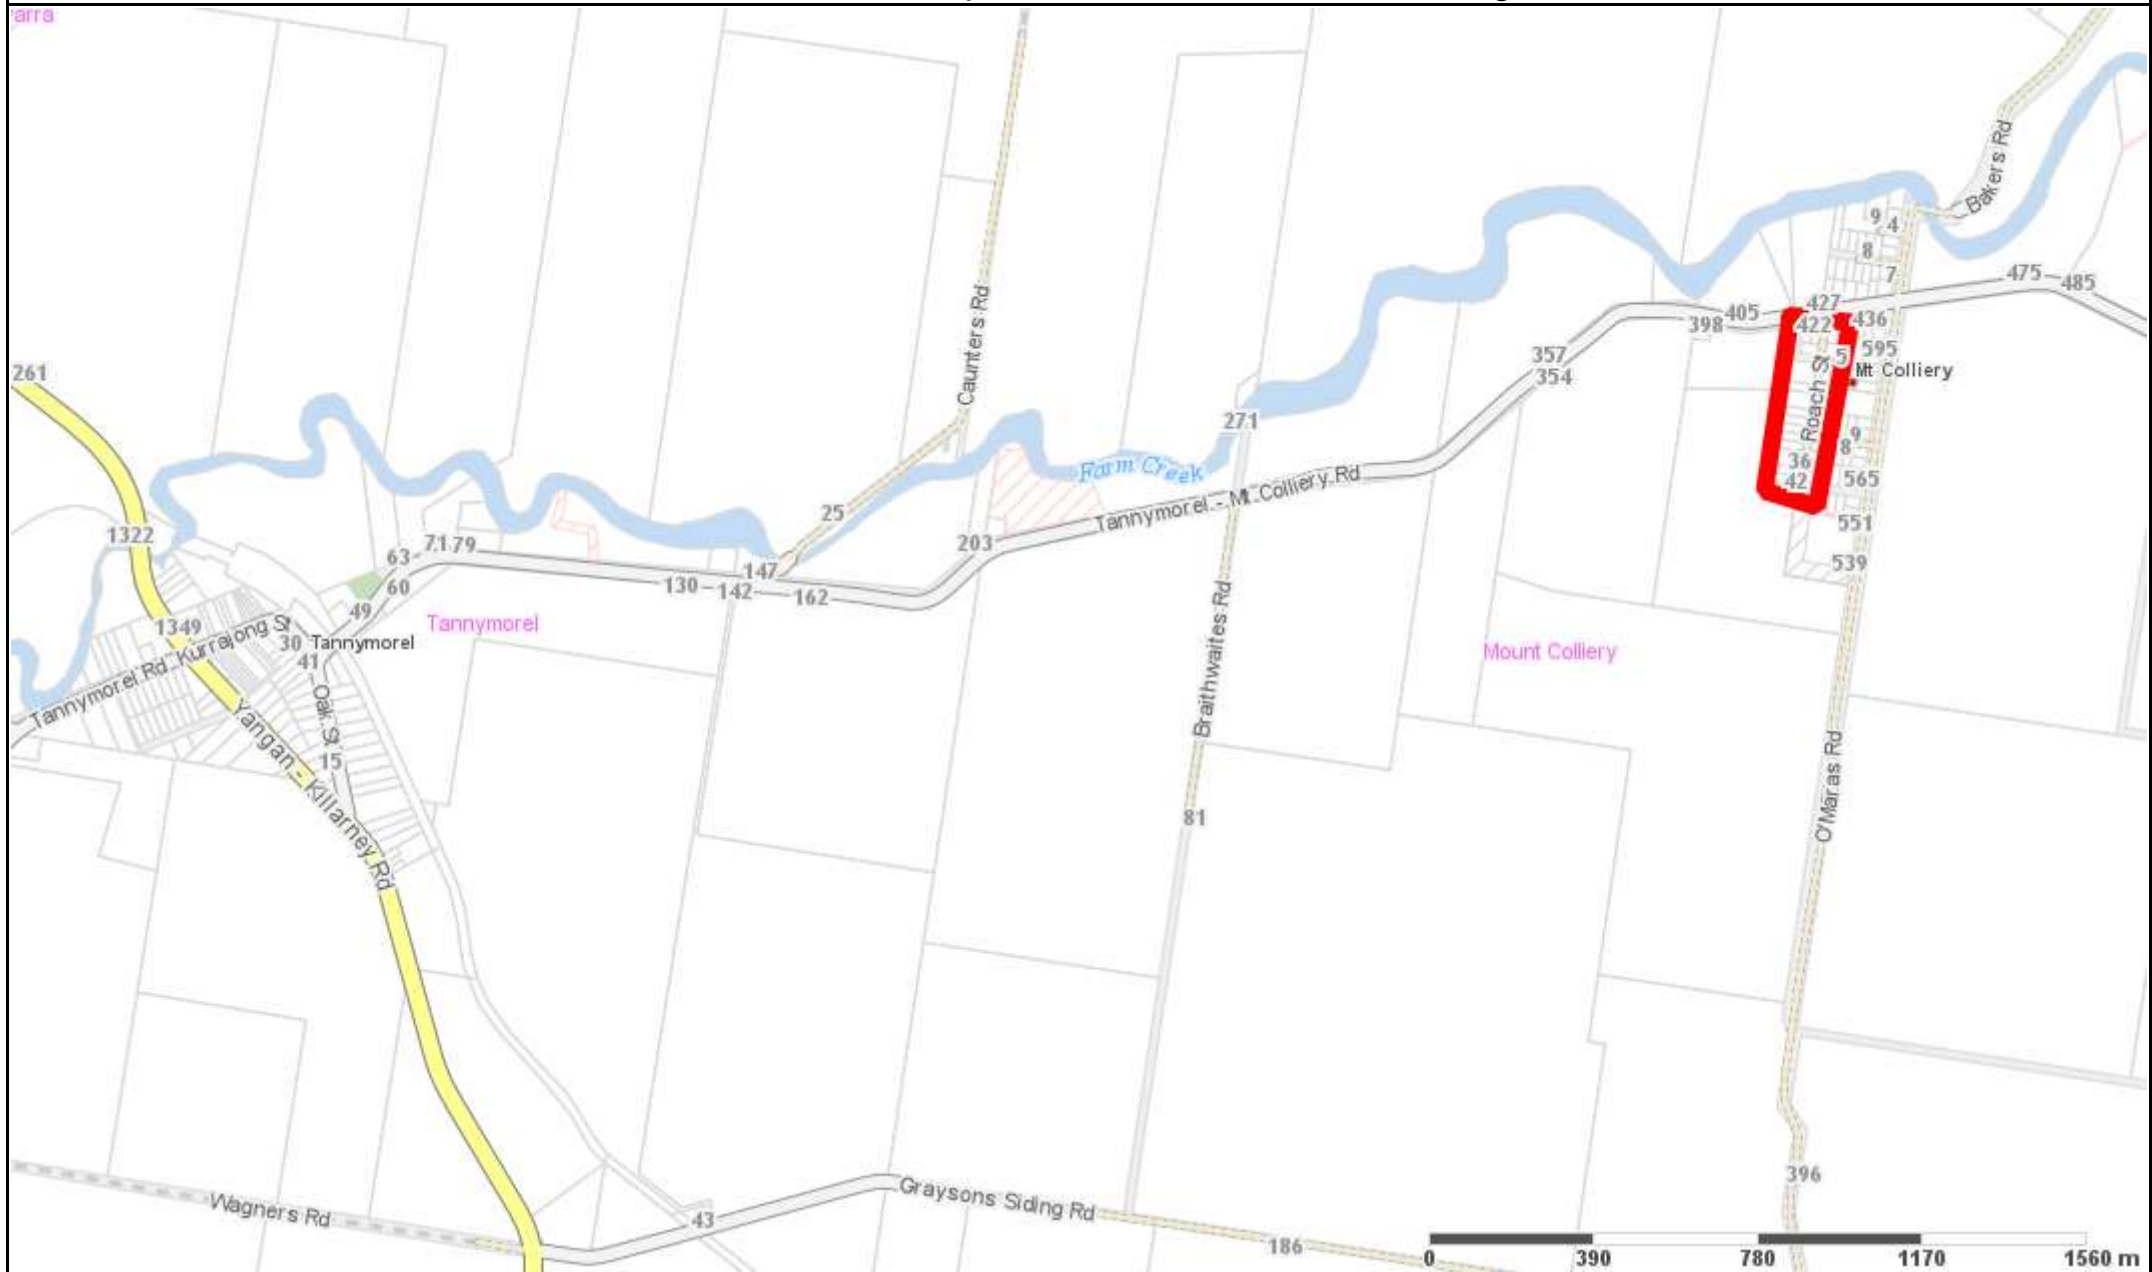 arra
Bakers Rd
9
4
8
7
475
485
427
405
398
422
436
Caunters Rd
357
354
5
595
Mt Colliery
261
Roach St
271
9
8
Farm Creek
36
42
565
Tannymorel - Mt Colliery Rd
25
551
1322
71
79
203
63
539
147
130
142
162
60
49
1349
Tannymorel
Tannymorel Rd
Kurrajong St
30
Tannymorel
41
Braithwaites Rd
Mount Colliery
Oak St
Yangan - Killarney Rd
15
O'Maras Rd
81
396
Graysons Siding Rd
Wagners Rd
43
186
0 390 780 1170 1560 m